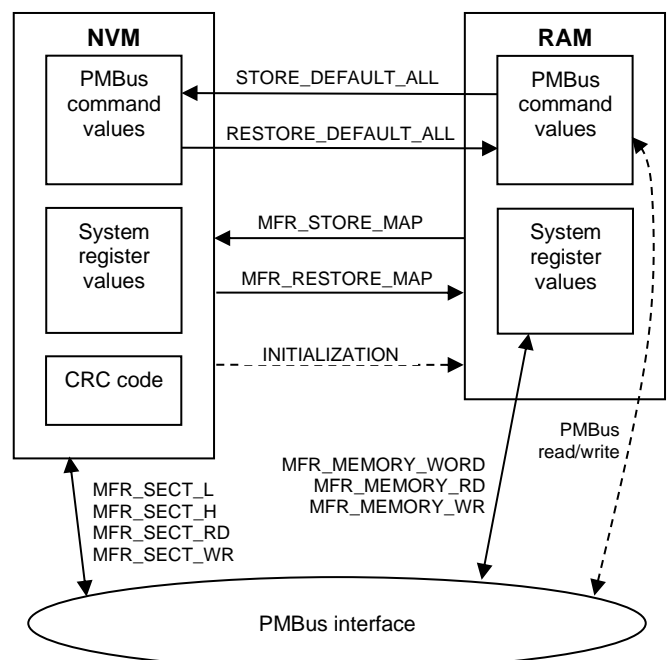 NVM
RAM
PMBus
command
values
STORE_DEFAULT_ALL
RESTORE_DEFAULT_ALL
PMBus
command
values
System
register
values
MFR_STORE_MAP
MFR_RESTORE_MAP
System
register
values
INITIALIZATION
CRC code
PMBus
read/write
MFR_MEMORY_WORD
MFR_MEMORY_RD
MFR_MEMORY_WR
MFR_SECT_L
MFR_SECT_H
MFR_SECT_RD
MFR_SECT_WR
PMBus interface